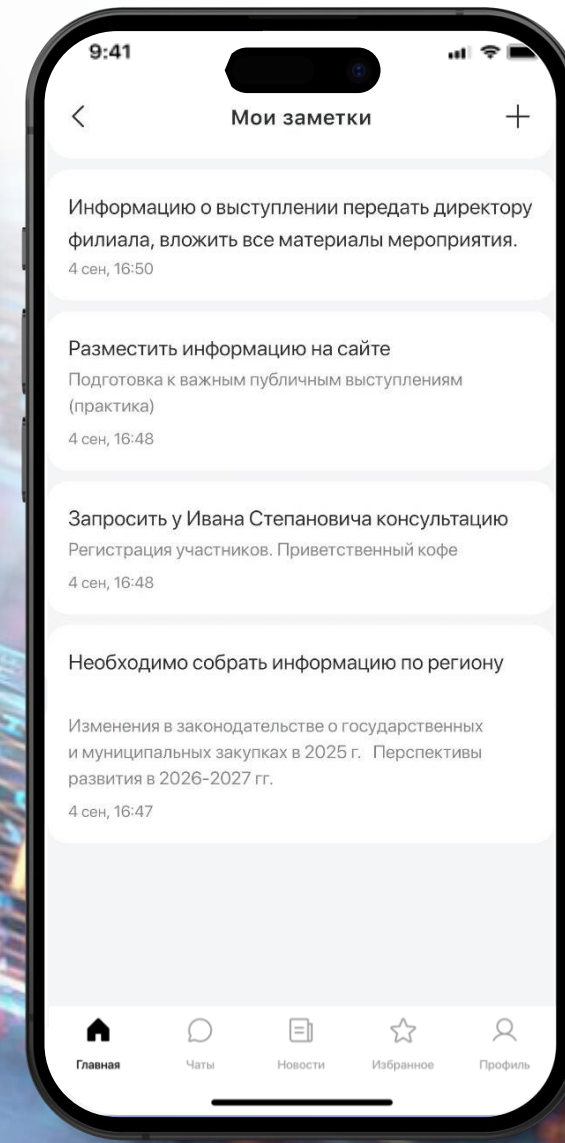 9:41
Мои заметки
Информацию о выступлении передать директору
филиала, вложить все материалы мероприятия.
4 сен, 16:50
Разместить информацию на сайте
Подготовка к важным публичным выступлениям
(практика)
4 сен, 16:48
Запросить у Ивана Степановича консультацию
Регистрация участников. Приветственный кофе
4 сен, 16:48
Необходимо собрать информацию по региону
Изменения в законодательстве о государственных
и муниципальных закупках в 2025 г. Перспективы
развития в 2026-2027 гг.
4 сен, 16:47
Главная Чаты Новости Избранное Профиль